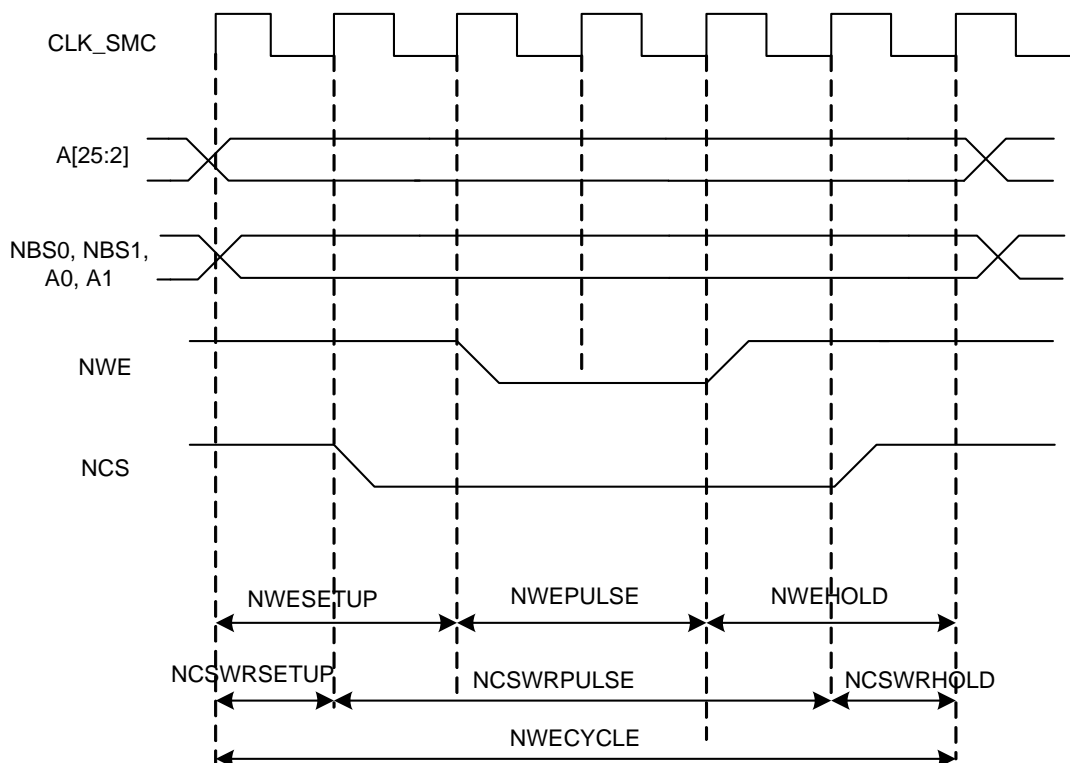 CLK_SMC
A[25:2]
NBS0, NBS1,
A0, A1
NWE
NCS
NWESETUP
NWEPULSE
NWEHOLD
NCSWRSETUP
NCSWRPULSE
NCSWRHOLD
NWECYCLE